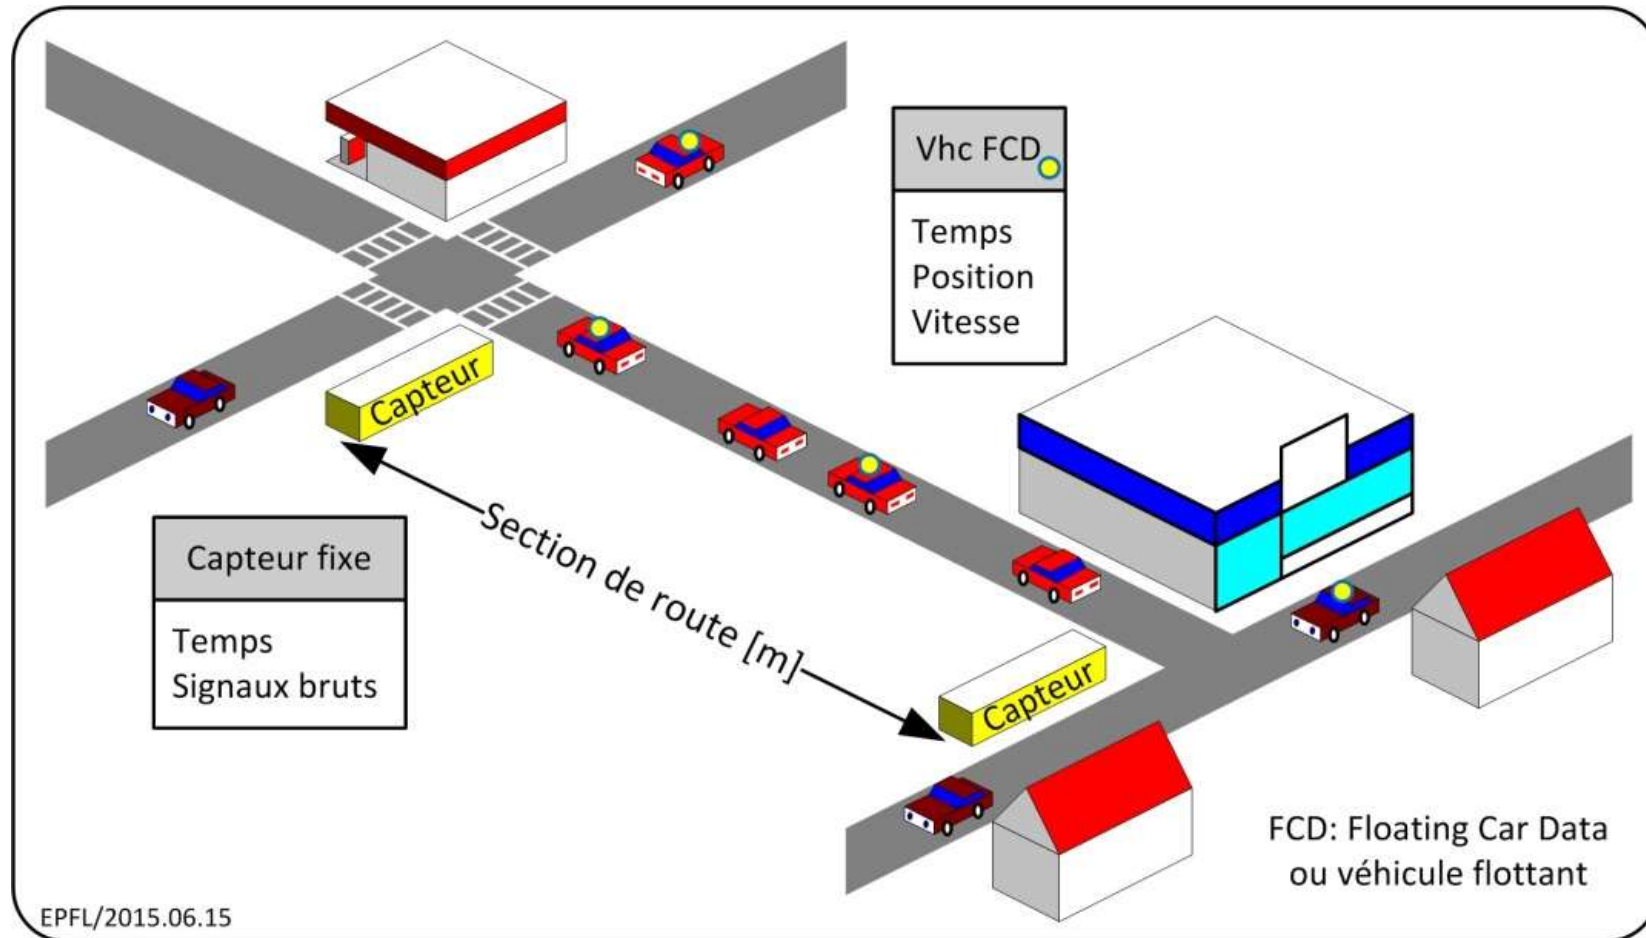 Vhc FCD
Temps
Position
Vitesse
Capteur
Section de route [m]
Capteur fixe
Temps
Signaux bruts
Capteur
FCD: Floating Car Data
ou véhicule flottant
EPFL/2015.06.15